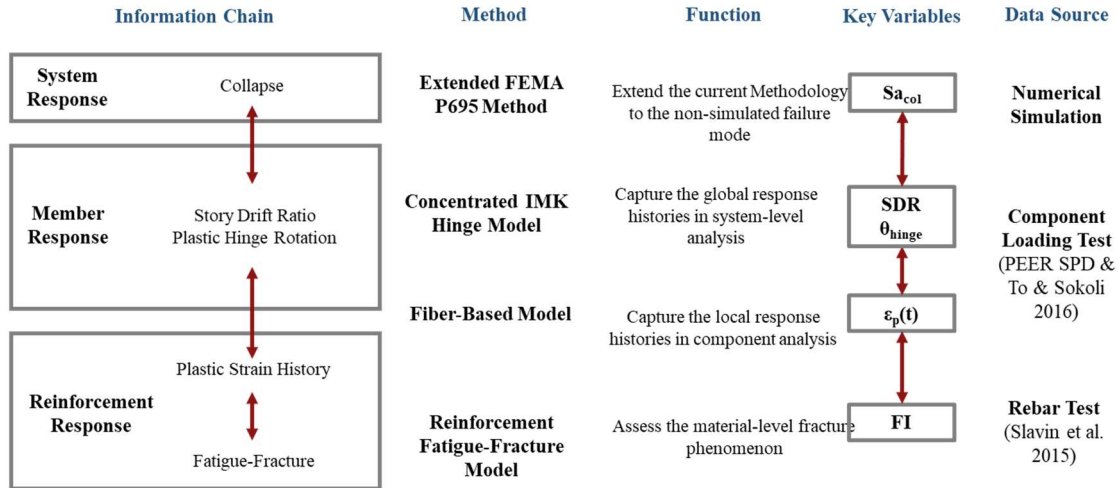 Information Chain
Method
Function
Key Variables
Data Source
System
Response
Collapse
Extended FEMA
P695 Method
Extend the current Methodology
to the non-simulated failure
mode
Sa_col
Numerical
Simulation
Member
Response
Story Drift Ratio
Plastic Hinge Rotation
Concentrated IMK
Hinge Model
Capture the global response
histories in system-level
analysis
SDR
θ_hinge
Component
Loading Test
(PEER SPD &
To & Sokoli
2016)
Fiber-Based Model
Capture the local response
histories in component analysis
ε_p(t)
Reinforcement
Response
Plastic Strain History
Fatigue-Fracture
Reinforcement
Fatigue-Fracture
Model
Assess the material-level fracture
phenomenon
FI
Rebar Test
(Slavin et al.
2015)